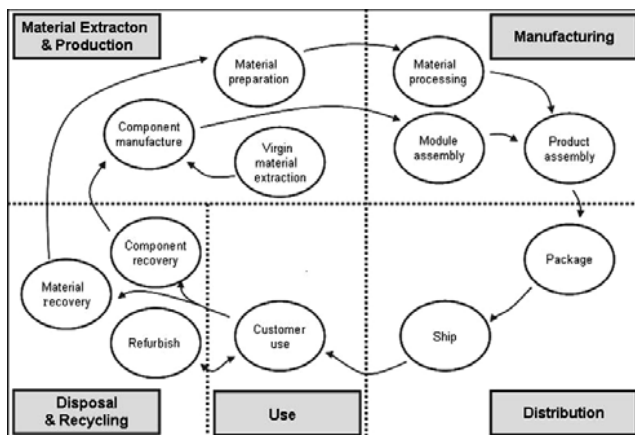 Material Extracton
& Production
Manufacturing
Material
preparation
Material
processing
Component
manufacture
Virgin
material
extraction
Module
assembly
Product
assembly
Component
recovery
Material
recovery
Refurbish
Customer
use
Ship
Package
Disposal
& Recycling
Use
Distribution